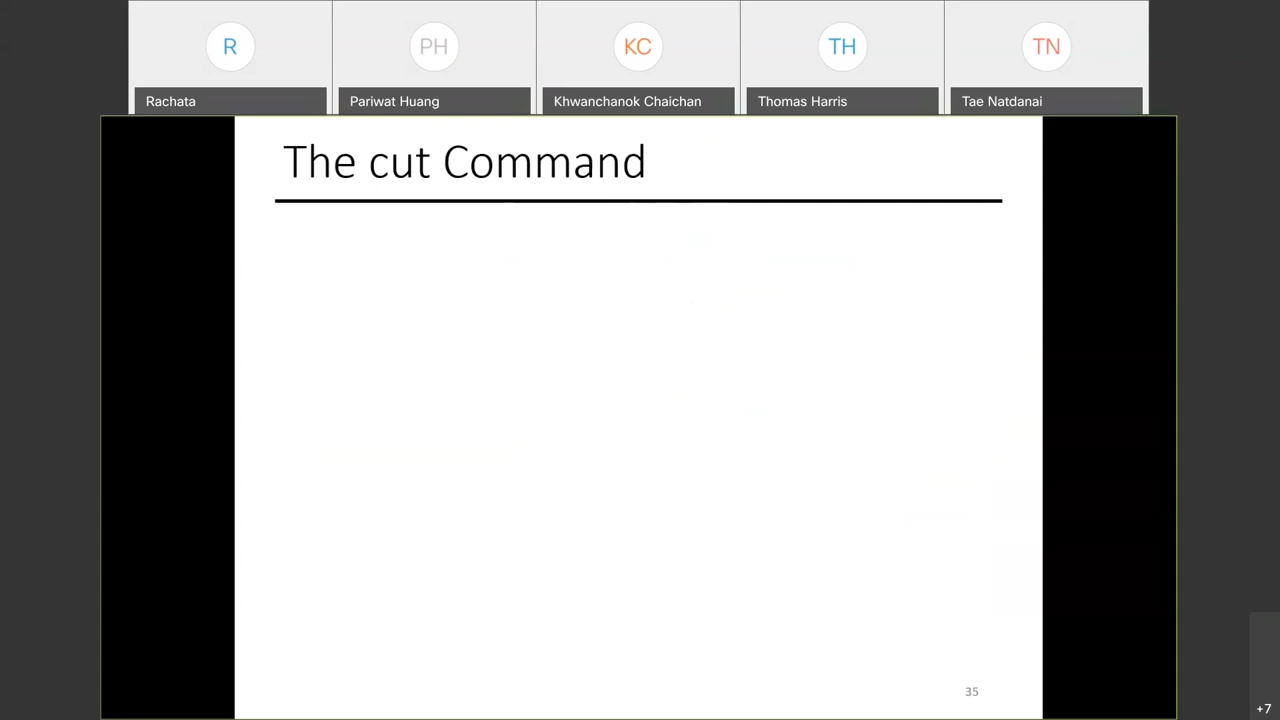 R
PH
KC
TH
TN
Rachata
Pariwat Huang
Khwanchanok Chaichan
Thomas Harris
Tae Natdanai
The cut Command
35
+7